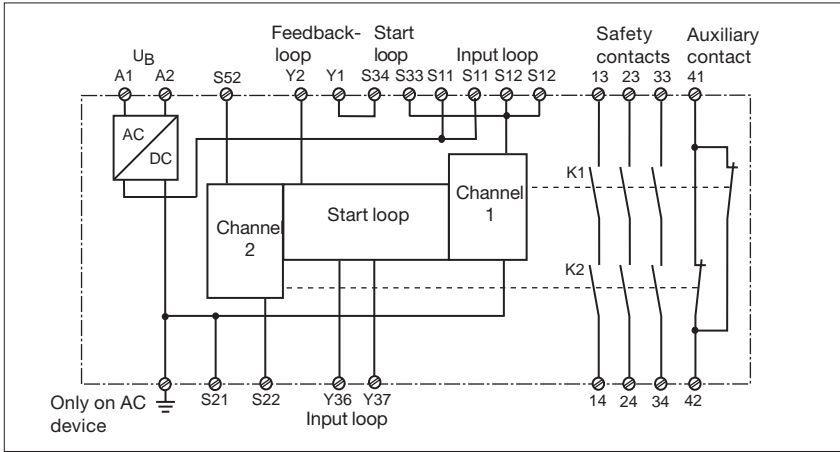 Feedback- Start Safety Auxiliary
UB loop loop Input loop contacts contact
A1 A2 S52 Y2 Y1 S34 S33 S11 S11 S12 S12 13 23 33 41
AC
DC
Channel
1
Channel
2
Start loop
K1
K2
Only on AC
device
S21 S22 Y36 Y37 14 24 34 42
Input loop